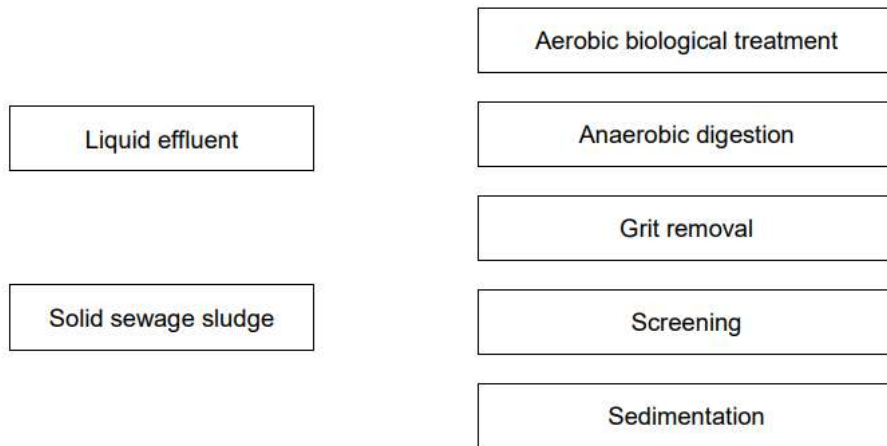 Liquid effluent
Solid sewage sludge
Aerobic biological treatment
Anaerobic digestion
Grit removal
Screening
Sedimentation